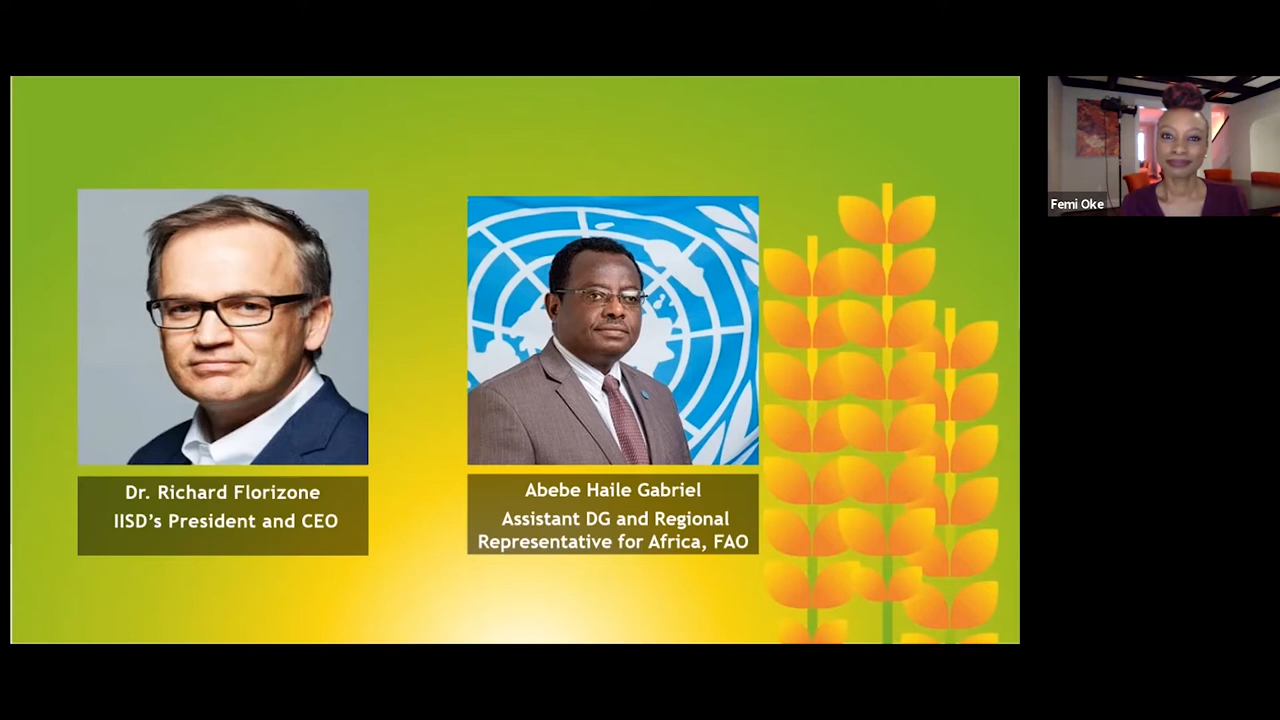 Dr. Richard Florizone
IISD's President and CEO
Abebe Haile Gabriel
Assistant DG and Regional
Representative for Africa, FAO
Femi Oke